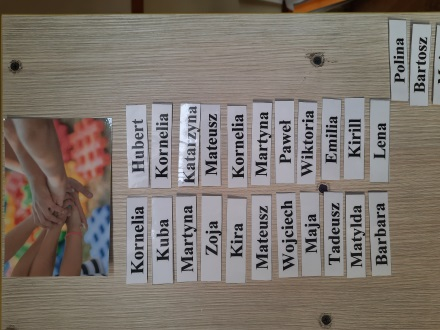 Hubert
Kornelia
Katarzyna
Mateusz
Kornelia
Martyna
Paweł
Wiktoria
Emilia
Kirill
Lena
Kornelia
Kuba
Martyna
Zoja
Kira
Mateusz
Wojciech
Maja
Tadeusz
Matylda
Barbara
Polina
Bartosz